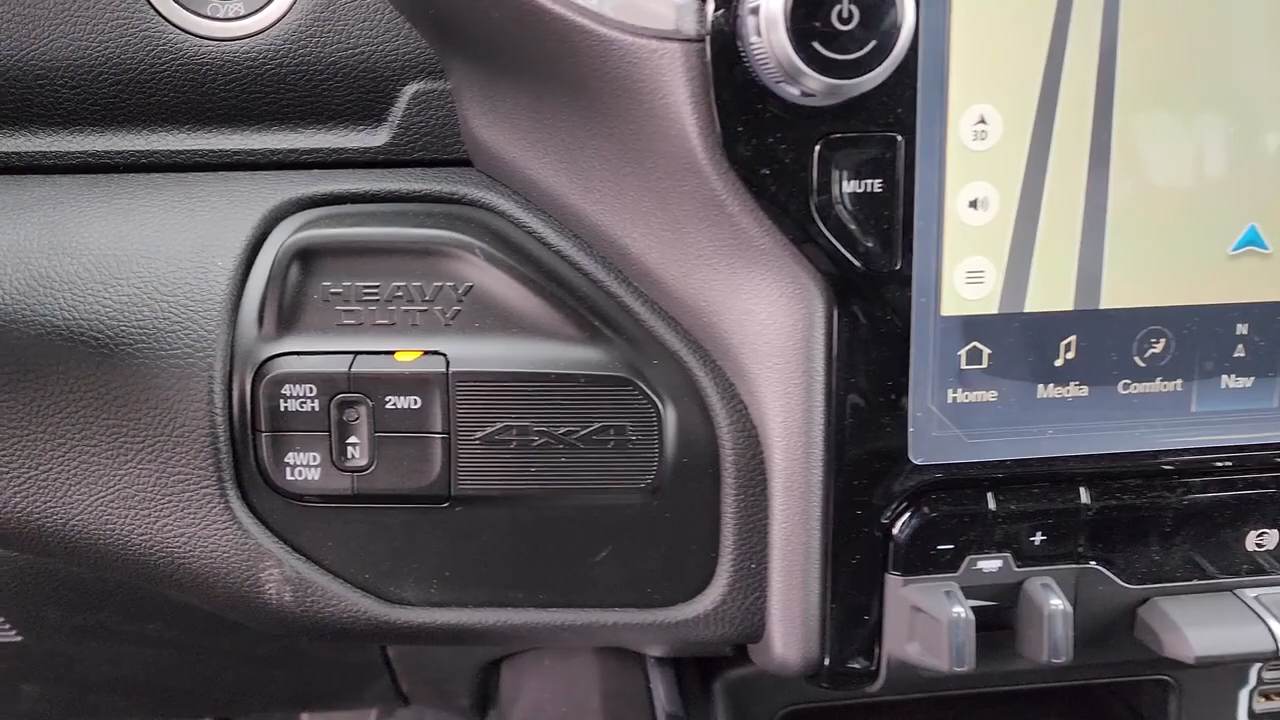 MUTE
3D
HEAVY
DUTY
4WD
HIGH
2WD
N
4WD
LOW
4x4
Home
Media
Comfort
N
Nav
- +